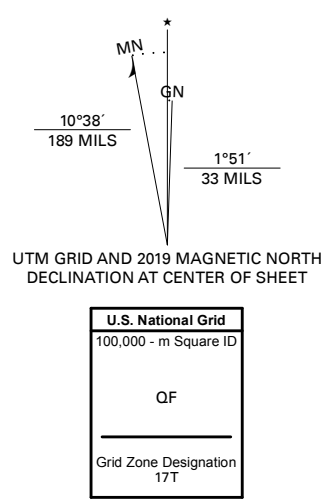 MN
GN
10°38´
189 MILS
1°51´
33 MILS
UTM GRID AND 2019 MAGNETIC NORTH
DECLINATION AT CENTER OF SHEET
U.S. National Grid
100,000 - m Square ID
QF
Grid Zone Designation
17T